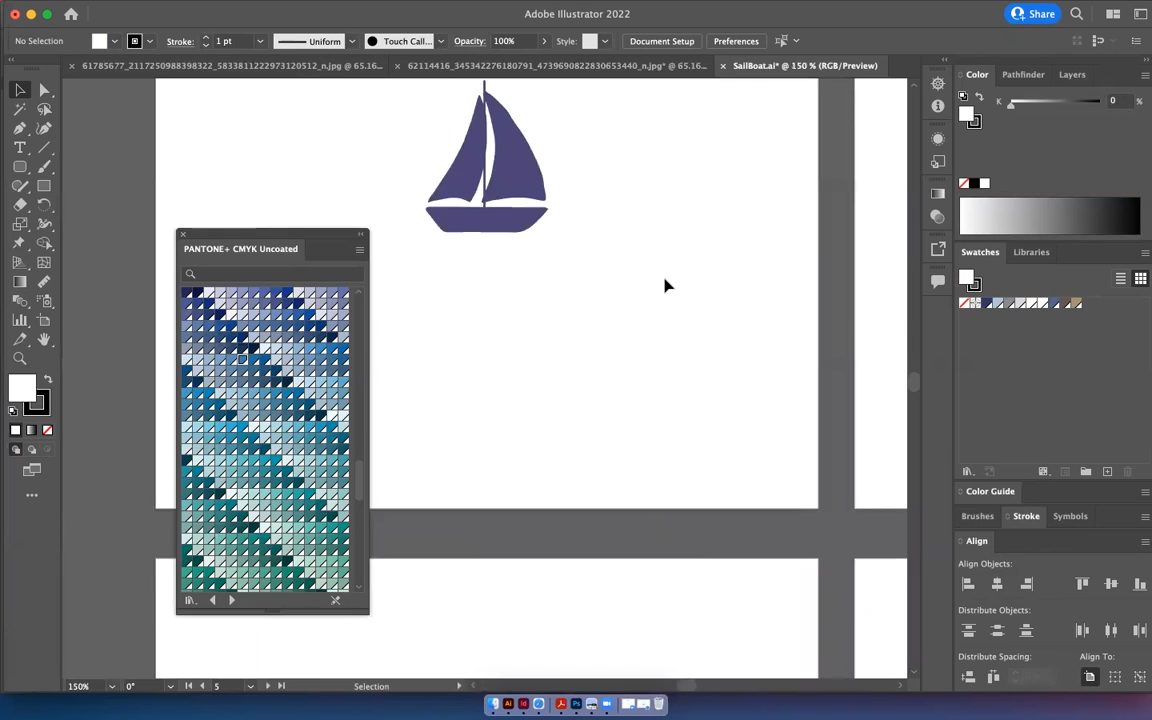 Adobe Illustrator 2022
Share
No Selection
Stroke:
1 pt
Uniform
Touch Call...
Opacity:
100%
Style:
Document Setup
Preferences
61785677_2117250988398322_5833811222973120512_n.jpg @ 65.16...
62114416_345342276180791_4739690822830653440_n.jpg* @ 65.16...
SailBoat.ai* @ 150 % (RGB/Preview)
Color
Pathfinder
Layers
K
0
%
PANTONE+ CMYK Uncoated
Swatches
Libraries
Color Guide
Brushes
Stroke
Symbols
Align
Align Objects:
Distribute Objects:
Distribute Spacing:
Align To:
150%
0°
5
Selection
Ai
Id
Ps